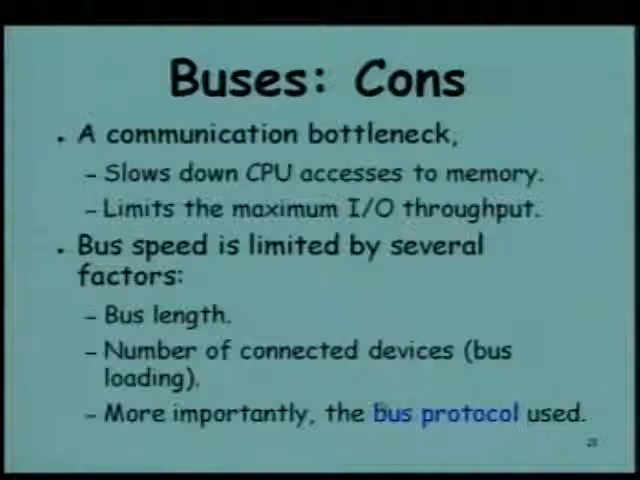 Buses: Cons
. A communication bottleneck,
– Slows down CPU accesses to memory.
– Limits the maximum I/O throughput.
. Bus speed is limited by several
factors:
– Bus length.
– Number of connected devices (bus
loading).
– More importantly, the bus protocol used.